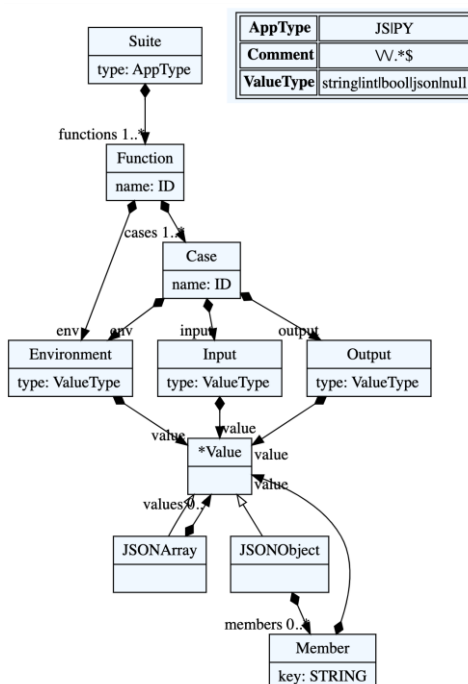 Suite
type: AppType
AppType JS|PY
Comment \/\/.*$
ValueType string|int|bool|json|null
functions 1..*
Function
name: ID
cases 1..*
Case
name: ID
env env input output
Environment Input Output
type: ValueType type: ValueType type: ValueType
value value value
*Value
value
values 0..*
JSONArray JSONObject
members 0..*
Member
key: STRING